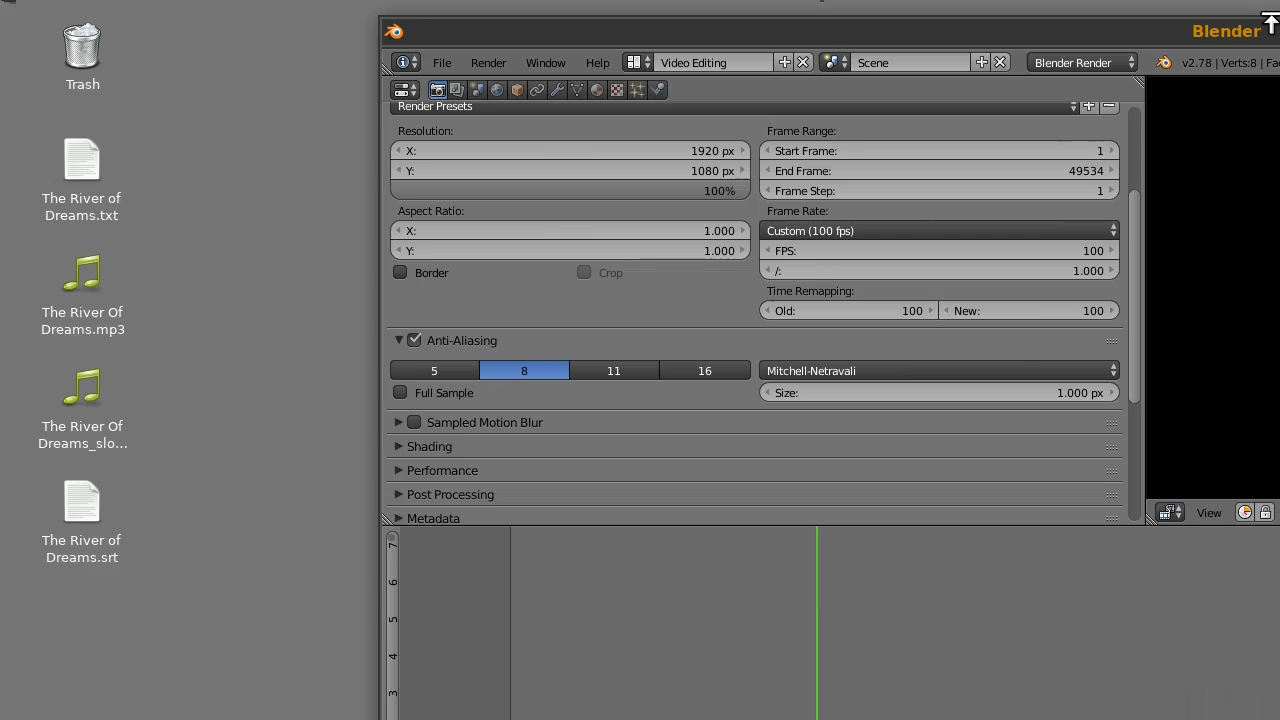 Trash
The River of
Dreams.txt
The River Of
Dreams.mp3
The River Of
Dreams_slo...
The River of
Dreams.srt
Blender
File
Render
Window
Help
Video Editing
Scene
Blender Render
v2.78 | Verts:8 | Fac
Render Presets
Resolution:
X: 1920 px
Y: 1080 px
100%
Aspect Ratio:
X: 1.000
Y: 1.000
Border
Crop
Frame Range:
Start Frame: 1
End Frame: 49534
Frame Step: 1
Frame Rate:
Custom (100 fps)
FPS: 100
/: 1.000
Time Remapping:
Old: 100
New: 100
Anti-Aliasing
5
8
11
16
Mitchell-Netravali
Full Sample
Size: 1.000 px
Sampled Motion Blur
Shading
Performance
Post Processing
Metadata
View
7
6
5
4
3